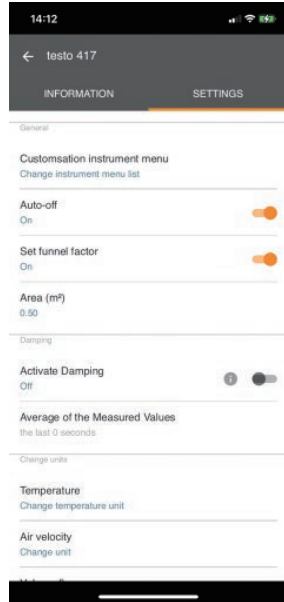 14:12
testo 417
INFORMATION SETTINGS
General
Customsation instrument menu
Change instrument menu list
Auto-off
On
Set funnel factor
On
Area (m²)
0.50
Damping
Activate Damping
Off
Average of the Measured Values
the last 0 seconds
Change units
Temperature
Change temperature unit
Air velocity
Change unit